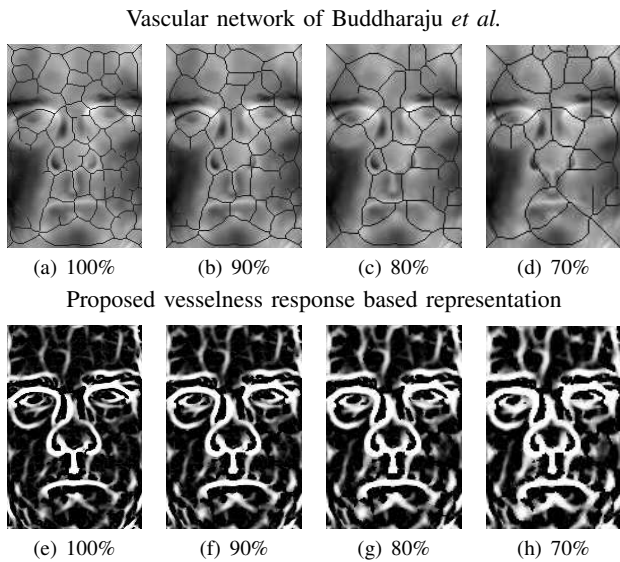 Vascular network of Buddharaju et al.
(a) 100% (b) 90% (c) 80% (d) 70%
Proposed vesselness response based representation
(e) 100% (f) 90% (g) 80% (h) 70%